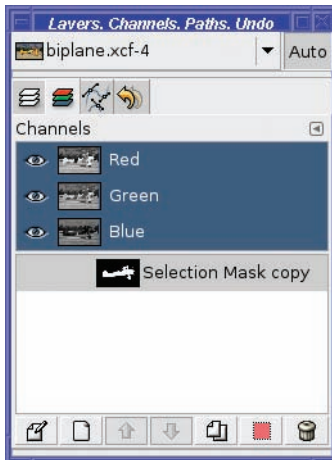 Layers, Channels, Paths, Undo
biplane.xcf-4
Auto
Channels
Red
Green
Blue
Selection Mask copy